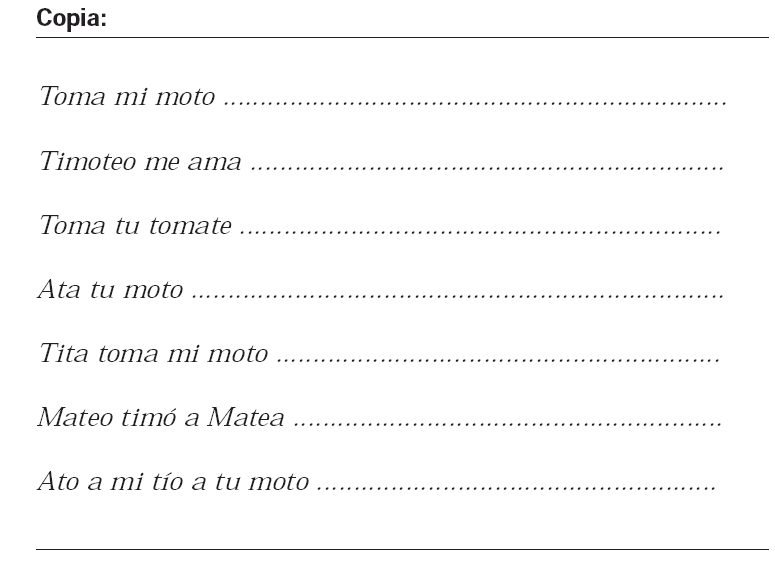 Copia:
Toma mi moto ....................................................................
Timoteo me ama ................................................................
Toma tu tomate .................................................................
Ata tu moto ........................................................................
Tita toma mi moto ............................................................
Mateo timó a Matea ..........................................................
Ato a mi tío a tu moto ......................................................